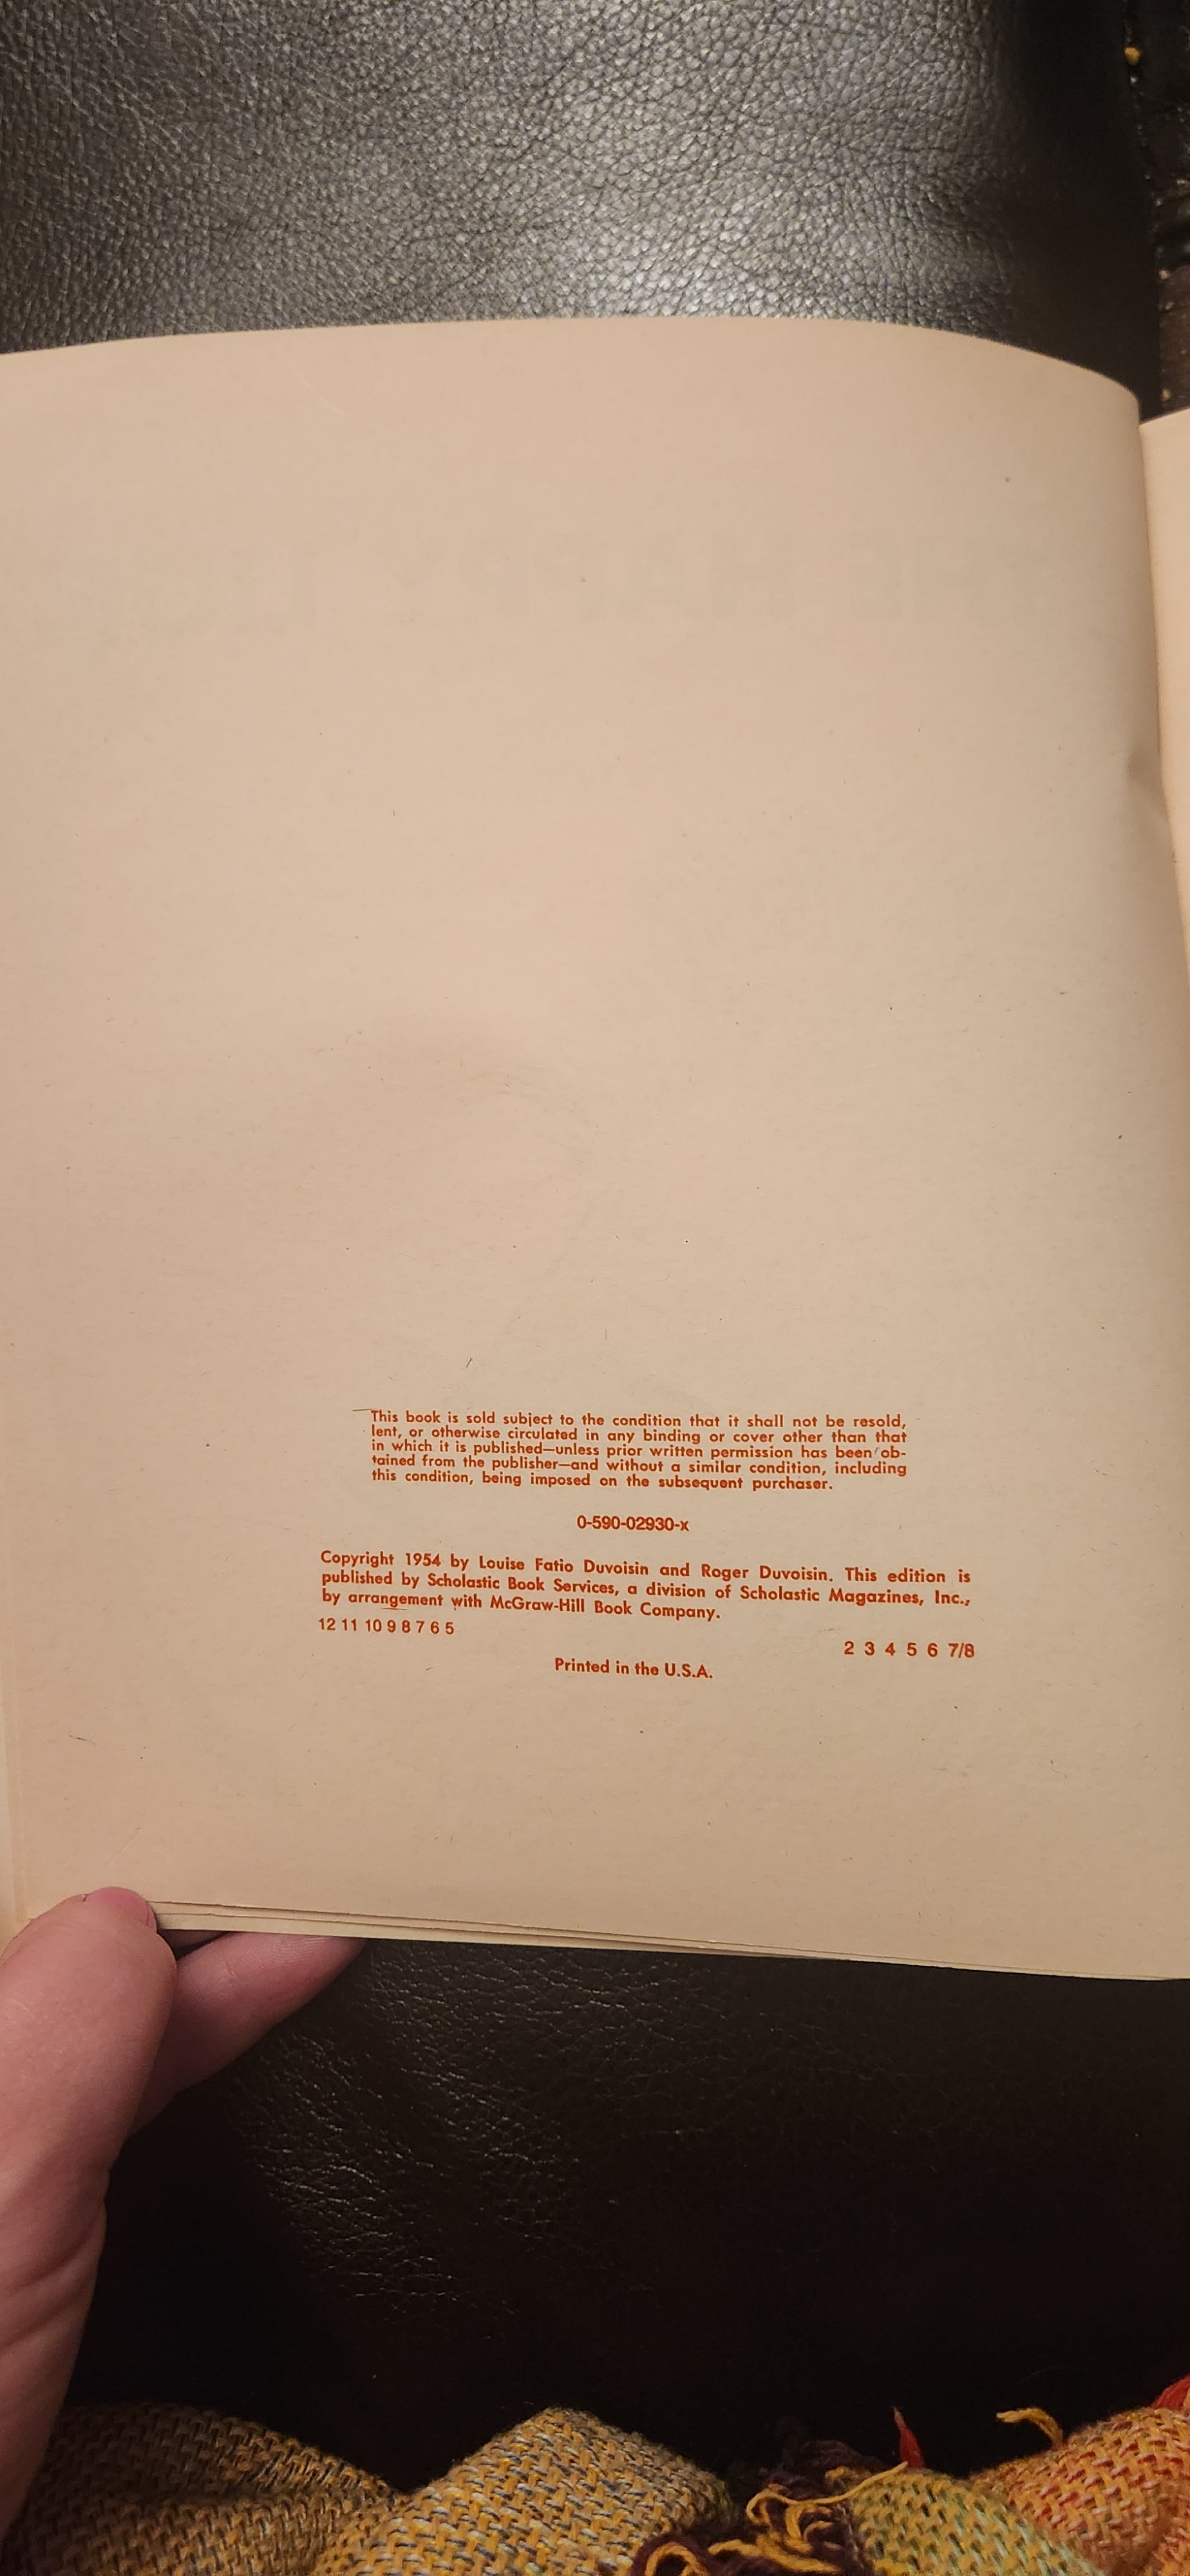 This book is sold subject to the condition that it shall not be resold,
lent, or otherwise circulated in any binding or cover other than that
in which it is published—unless prior written permission has been ob-
tained from the publisher—and without a similar condition, including
this condition, being imposed on the subsequent purchaser.
0-590-02930-x
Copyright 1954 by Louise Fatio Duvoisin and Roger Duvoisin. This edition is
published by Scholastic Book Services, a division of Scholastic Magazines, Inc.,
by arrangement with McGraw-Hill Book Company.
12 11 10 9 8 7 6 5
2 3 4 5 6 7/8
Printed in the U.S.A.